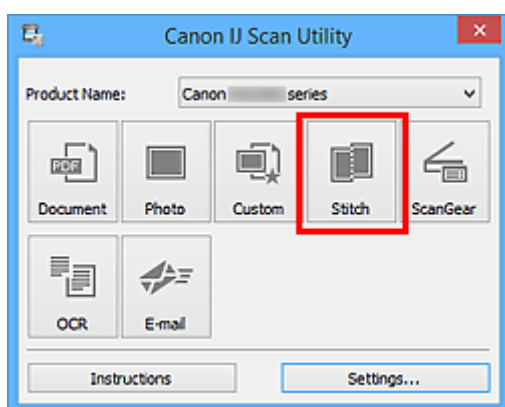 Canon IJ Scan Utility
Product Name: Canon series
PDF
Document Photo Custom Stitch ScanGear
OCR E-mail
Instructions Settings...